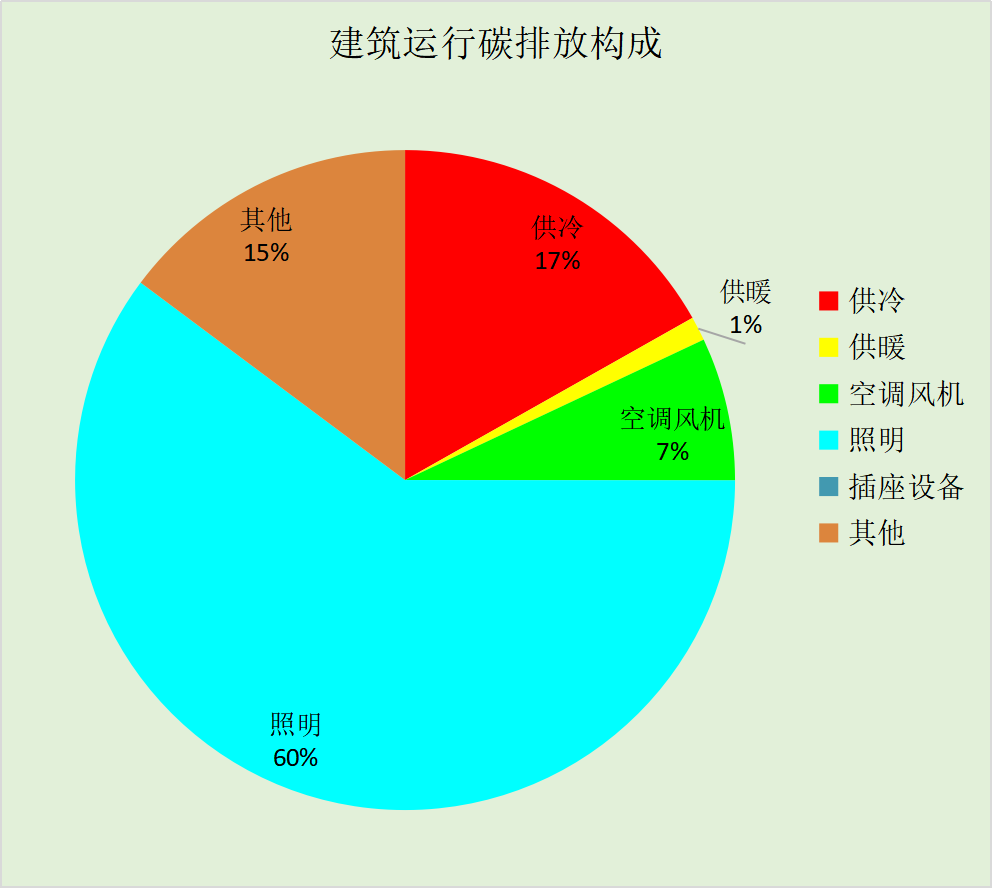 建筑运行碳排放构成
其他
15%
供冷
17%
供暖
1%
空调风机
7%
照明
60%
供冷
供暖
空调风机
照明
插座设备
其他